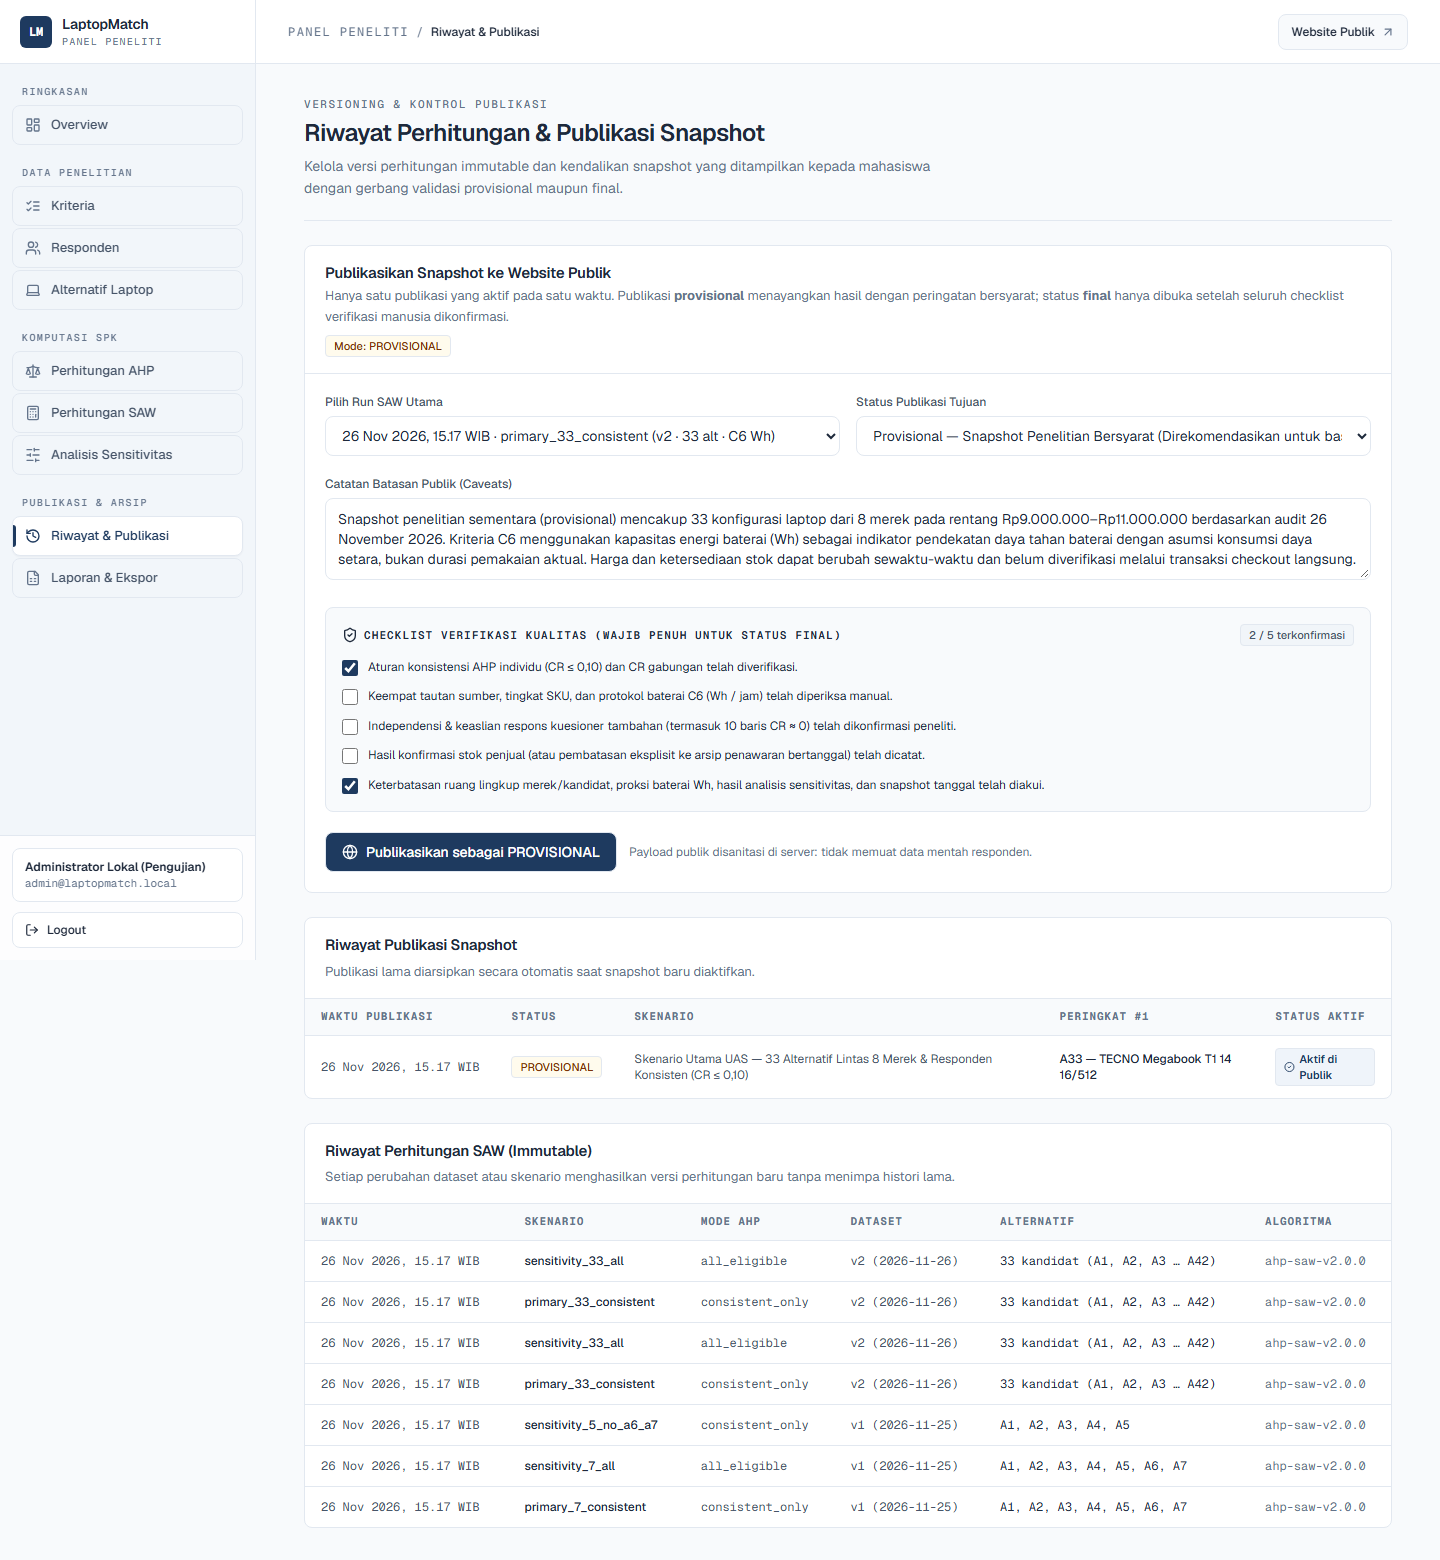 LM
LaptopMatch
PANEL PENELITI
PANEL PENELITI / Riwayat & Publikasi
Website Publik
RINGKASAN
Overview
DATA PENELITIAN
Kriteria
Responden
Alternatif Laptop
KOMPUTASI SPK
Perhitungan AHP
Perhitungan SAW
Analisis Sensitivitas
PUBLIKASI & ARSIP
Riwayat & Publikasi
Laporan & Ekspor
Administrator Lokal (Pengujian)
admin@laptopmatch.local
Logout
VERSIONING & KONTROL PUBLIKASI
Riwayat Perhitungan & Publikasi Snapshot
Kelola versi perhitungan immutable dan kendalikan snapshot yang ditampilkan kepada mahasiswa
dengan gerbang validasi provisional maupun final.
Publikasikan Snapshot ke Website Publik
Hanya satu publikasi yang aktif pada satu waktu. Publikasi provisional menayangkan hasil dengan peringatan bersyarat; status final hanya dibuka setelah seluruh checklist
verifikasi manusia dikonfirmasi.
Mode: PROVISIONAL
Pilih Run SAW Utama
26 Nov 2026, 15.17 WIB · primary_33_consistent (v2 · 33 alt · C6 Wh)
Status Publikasi Tujuan
Provisional — Snapshot Penelitian Bersyarat (Direkomendasikan untuk ba
Catatan Batasan Publik (Caveats)
Snapshot penelitian sementara (provisional) mencakup 33 konfigurasi laptop dari 8 merek pada rentang Rp9.000.000–Rp11.000.000 berdasarkan audit 26
November 2026. Kriteria C6 menggunakan kapasitas energi baterai (Wh) sebagai indikator pendekatan daya tahan baterai dengan asumsi konsumsi daya
setara, bukan durasi pemakaian aktual. Harga dan ketersediaan stok dapat berubah sewaktu-waktu dan belum diverifikasi melalui transaksi checkout langsung.
CHECKLIST VERIFIKASI KUALITAS (WAJIB PENUH UNTUK STATUS FINAL)
2 / 5 terkonfirmasi
Aturan konsistensi AHP individu (CR ≤ 0,10) dan CR gabungan telah diverifikasi.
Keempat tautan sumber, tingkat SKU, dan protokol baterai C6 (Wh / jam) telah diperiksa manual.
Independensi & keaslian respons kuesioner tambahan (termasuk 10 baris CR ≈ 0) telah dikonfirmasi peneliti.
Hasil konfirmasi stok penjual (atau pembatasan eksplisit ke arsip penawaran bertanggal) telah dicatat.
Keterbatasan ruang lingkup merek/kandidat, proksi baterai Wh, hasil analisis sensitivitas, dan snapshot tanggal telah diakui.
Publikasikan sebagai PROVISIONAL
Payload publik disanitasi di server: tidak memuat data mentah responden.
Riwayat Publikasi Snapshot
Publikasi lama diarsipkan secara otomatis saat snapshot baru diaktifkan.
WAKTU PUBLIKASI STATUS SKENARIO PERINGKAT #1 STATUS AKTIF
26 Nov 2026, 15.17 WIB PROVISIONAL Skenario Utama UAS — 33 Alternatif Lintas 8 Merek & Responden A33 — TECNO Megabook T1 14 Aktif di
Konsisten (CR ≤ 0,10) 16/512 Publik
Riwayat Perhitungan SAW (Immutable)
Setiap perubahan dataset atau skenario menghasilkan versi perhitungan baru tanpa menimpa histori lama.
WAKTU SKENARIO MODE AHP DATASET ALTERNATIF ALGORITMA
26 Nov 2026, 15.17 WIB sensitivity_33_all all_eligible v2 (2026-11-26) 33 kandidat (A1, A2, A3 … A42) ahp-saw-v2.0.0
26 Nov 2026, 15.17 WIB primary_33_consistent consistent_only v2 (2026-11-26) 33 kandidat (A1, A2, A3 … A42) ahp-saw-v2.0.0
26 Nov 2026, 15.17 WIB sensitivity_33_all all_eligible v2 (2026-11-26) 33 kandidat (A1, A2, A3 … A42) ahp-saw-v2.0.0
26 Nov 2026, 15.17 WIB primary_33_consistent consistent_only v2 (2026-11-26) 33 kandidat (A1, A2, A3 … A42) ahp-saw-v2.0.0
26 Nov 2026, 15.17 WIB sensitivity_5_no_a6_a7 consistent_only v1 (2026-11-25) A1, A2, A3, A4, A5 ahp-saw-v2.0.0
26 Nov 2026, 15.17 WIB sensitivity_7_all all_eligible v1 (2026-11-25) A1, A2, A3, A4, A5, A6, A7 ahp-saw-v2.0.0
26 Nov 2026, 15.17 WIB primary_7_consistent consistent_only v1 (2026-11-25) A1, A2, A3, A4, A5, A6, A7 ahp-saw-v2.0.0